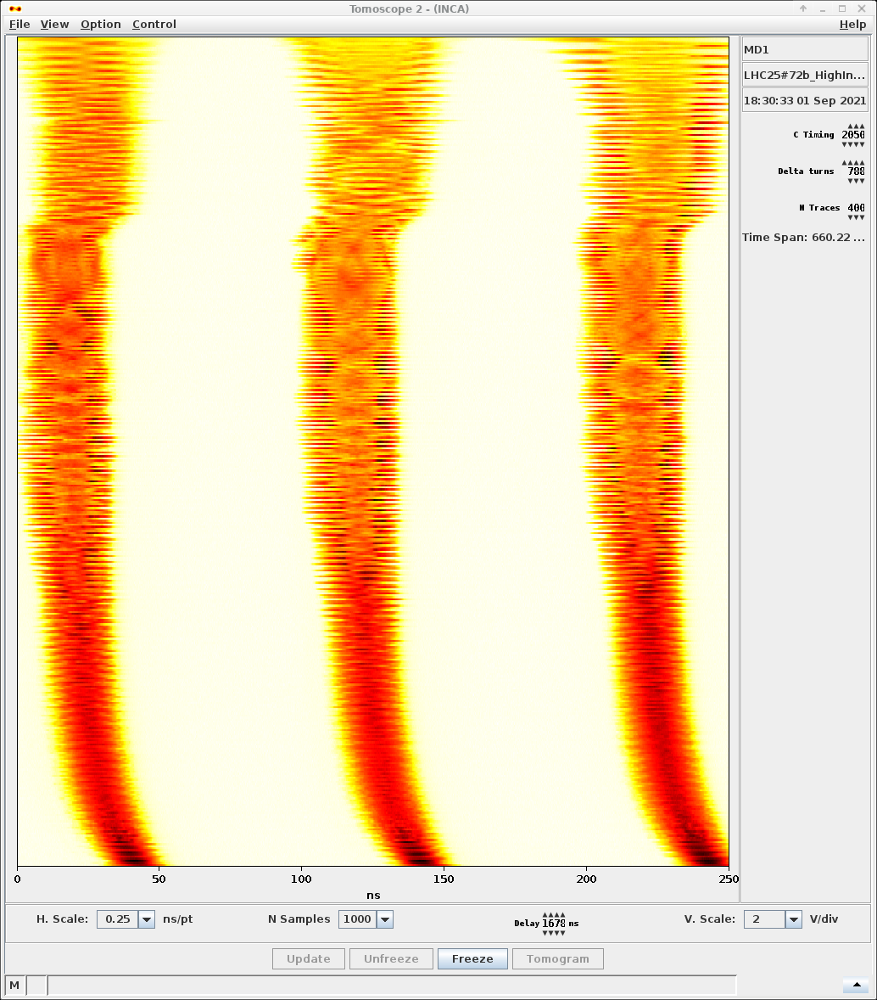 Tomoscope 2 - (INCA)
File View Option Control Help
MD1
LHC25#72b_HighIn...
18:30:33 01 Sep 2021
C Timing 2050
Delta turns 788
N Traces 400
Time Span: 660.22 ...
0 50 100 150 200 250
ns
H. Scale: 0.25 ns/pt N Samples 1000 Delay 1678 ns V. Scale: 2 V/div
Update Unfreeze Freeze Tomogram
M